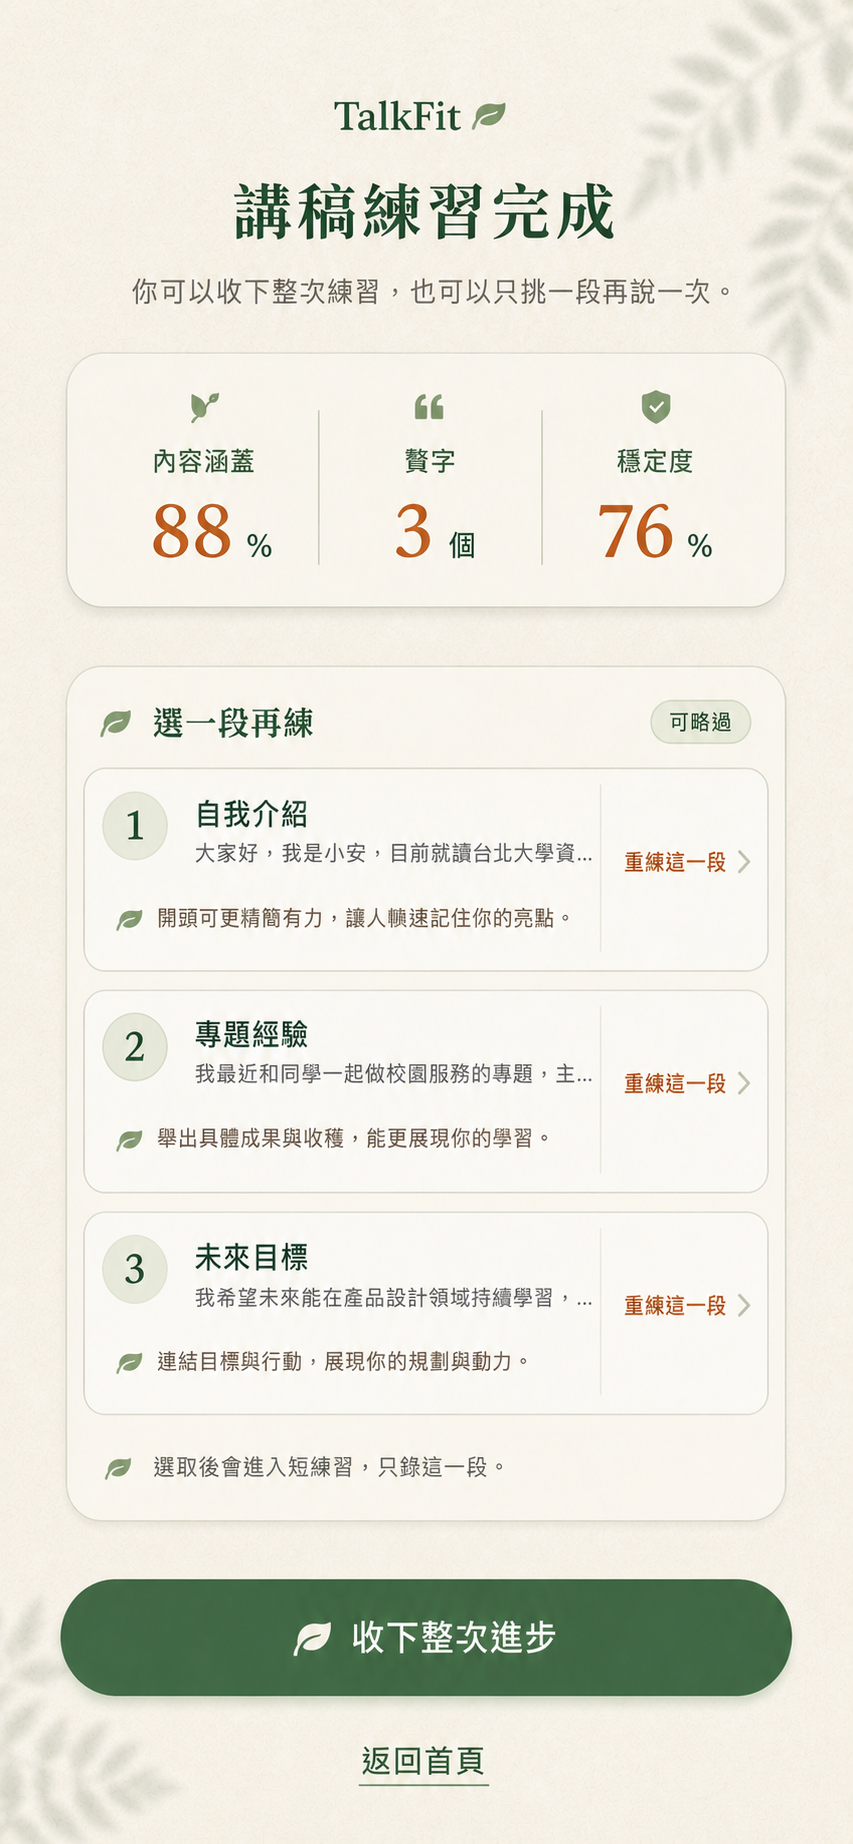 TalkFit
講稿練習完成
你可以收下整次練習，也可以只挑一段再說一次。
內容涵蓋
88 %
贅字
3 個
穩定度
76 %
選一段再練
可略過
1
自我介紹
大家好，我是小安，目前就讀台北大學資...
開頭可更精簡有力，讓人速記住你的亮點。
重練這一段
2
專題經驗
我最近和同學一起做校園服務的專題，主...
舉出具體成果與收穫，能更展現你的學習。
重練這一段
3
未來目標
我希望未來能在產品設計領域持續學習，...
連結目標與行動，展現你的規劃與動力。
重練這一段
選取後會進入短練習，只錄這一段。
收下整次進步
返回首頁